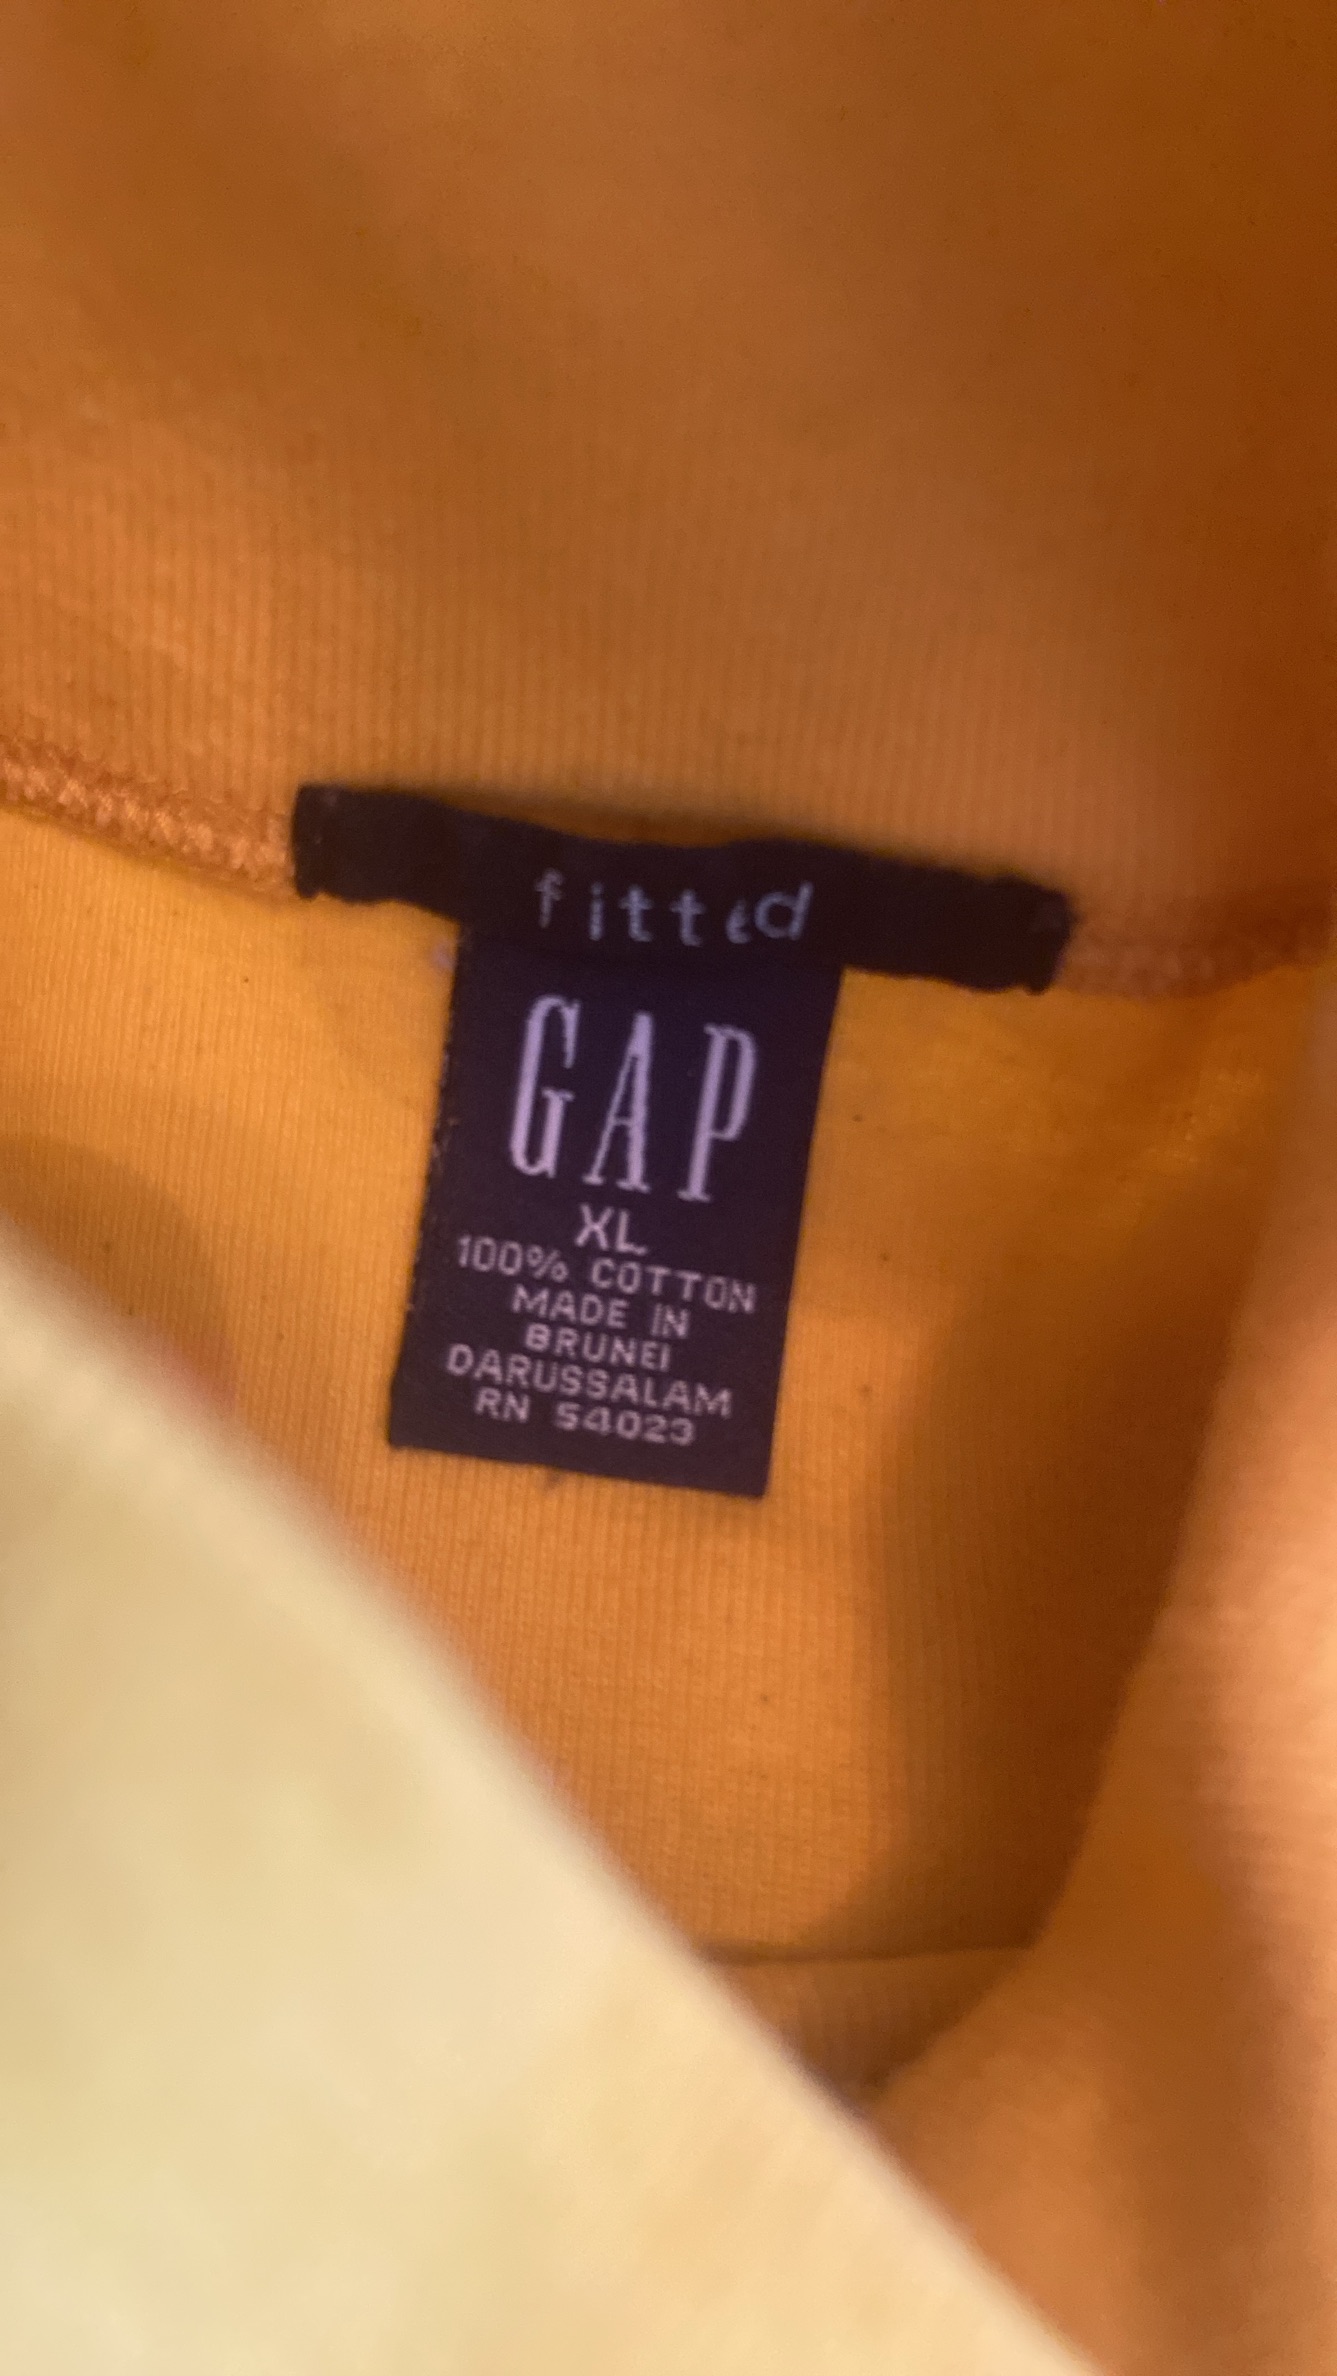 fitted
GAP
XL
100% COTTON
MADE IN
BRUNEI
DARUSSALAM
RN 54023